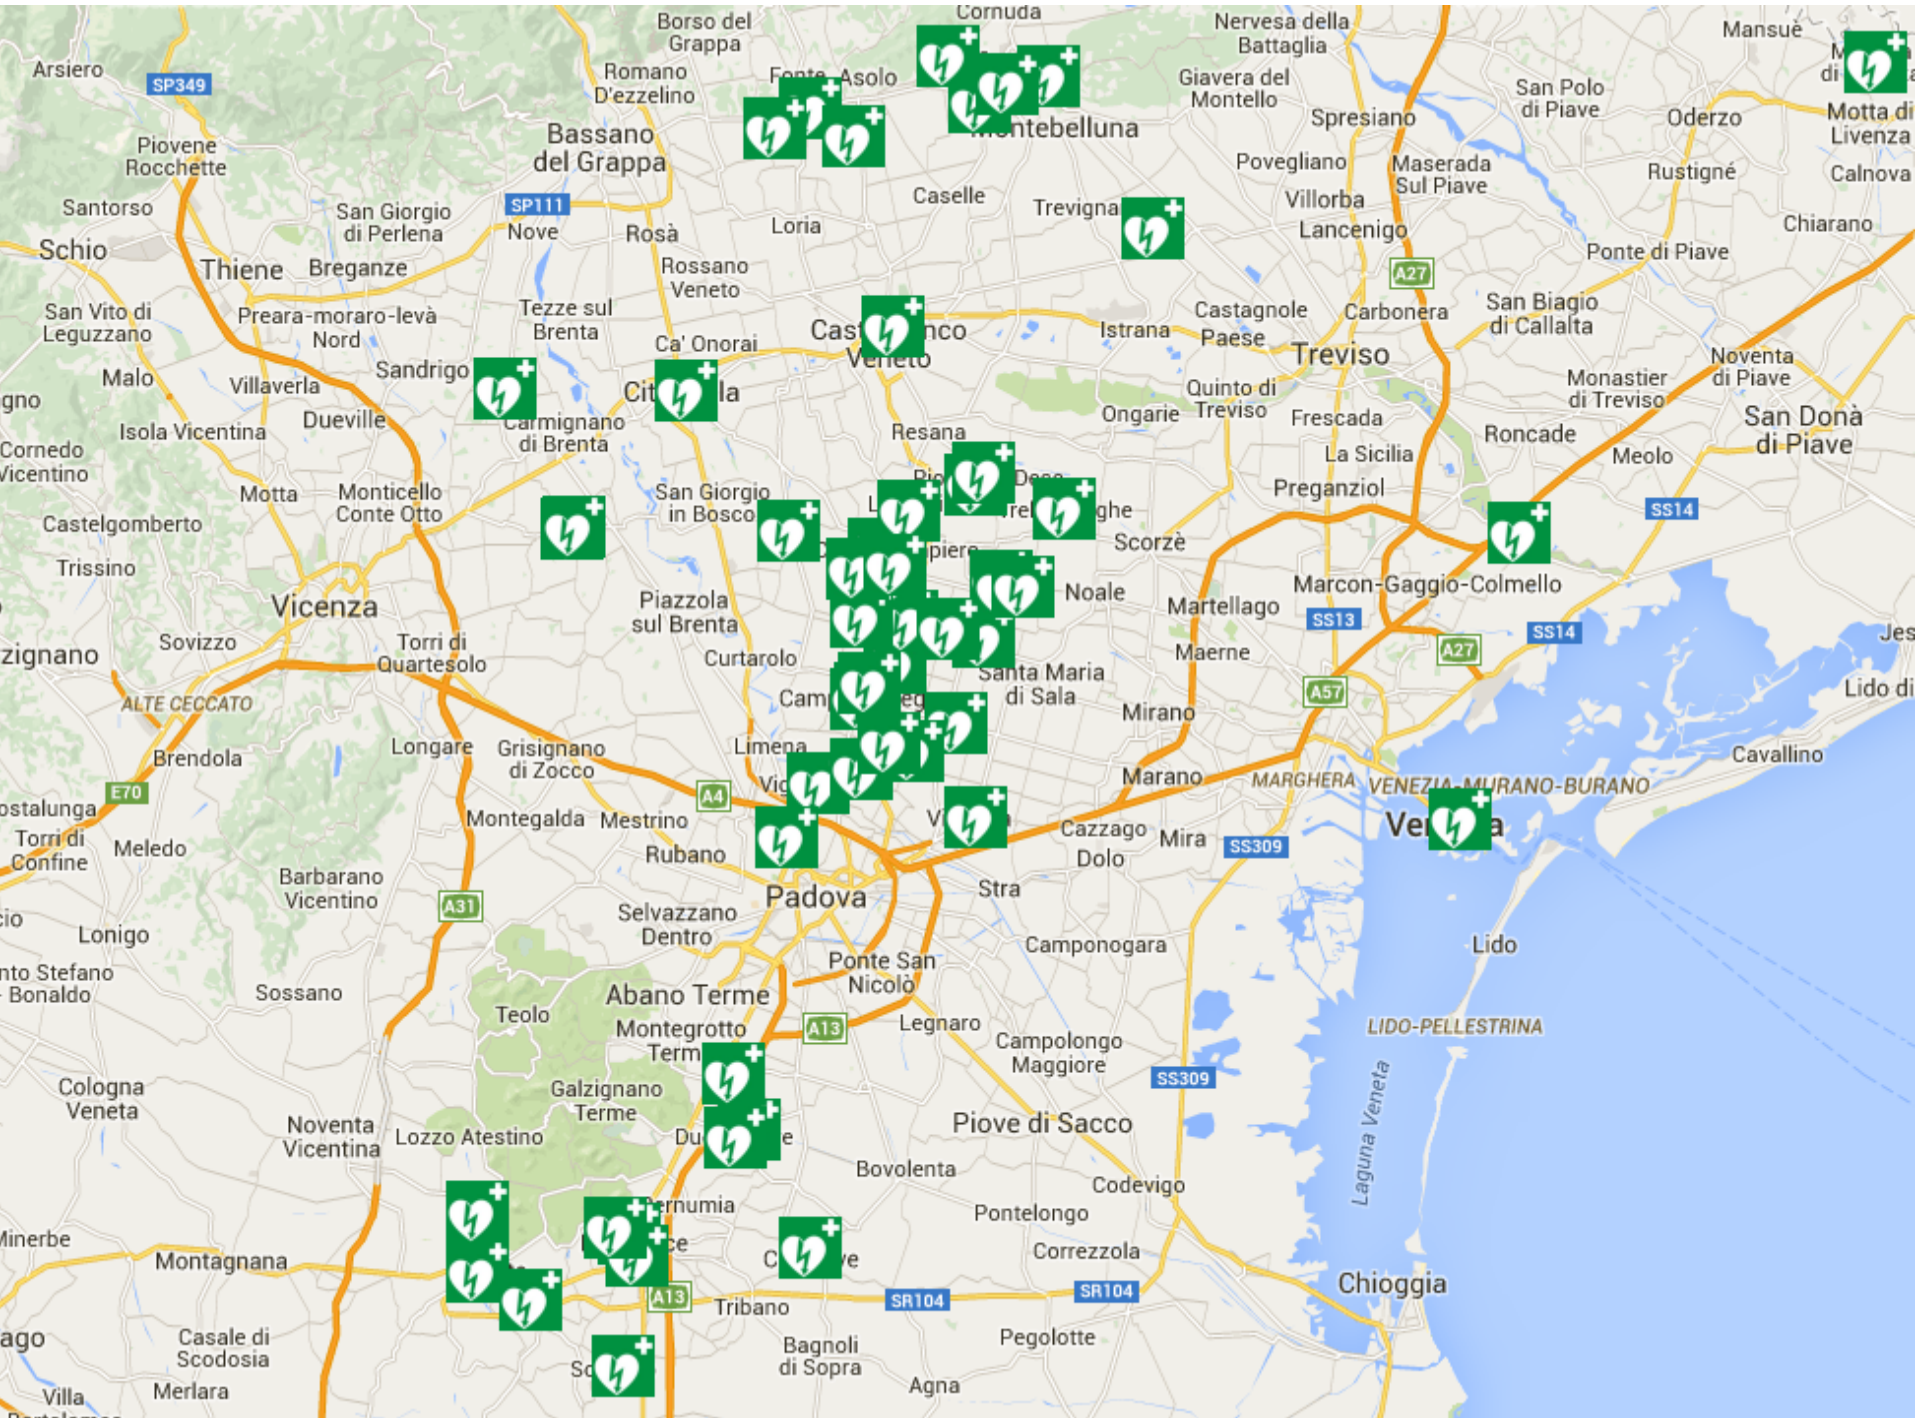 Borso del
Grappa
Cornuda
Nervesa della
Battaglia
Mansuè
Arsiero
SP349
Romano
D'ezzelino
Asolo
Giavera del
Montello
San Polo
di Piave
Motta di
Livenza
Piovene
Rocchette
Bassano
del Grappa
Montebelluna
Spresiano
Oderzo
Povegliano
Maserada
Sul Piave
Rustigné
Calnova
Santorso
San Giorgio
di Perlena
SP111
Nove
Rosà
Loria
Caselle
Villorba
Lancenigo
Chiarano
Schio
Thiene
Breganze
Rossano
Veneto
A27
Ponte di Piave
San Vito di
Leguzzano
Preara-moraro-levà
Nord
Tezze sul
Brenta
Ca' Onorai
Veneto
Istrana
Castagnole
Paese
Carbonera
San Biagio
di Callalta
Treviso
Noventa
di Piave
Malo
Villaverla
Sandrigo
Dueville
Carmignano
di Brenta
Quinto di
Treviso
Ongarie
Frescada
Monastier
di Treviso
San Donà
di Piave
Isola Vicentina
Resana
La Sicilia
Roncade
Meolo
Cornedo
Vicentino
Motta
Monticello
Conte Otto
San Giorgio
in Bosco
Preganziol
SS14
Castelgomberto
Scorzè
Trissino
Vicenza
Piazzola
sul Brenta
Noale
Martellago
Marcon-Gaggio-Colmello
SS13
SS14
Sovizzo
Torri di
Quartesolo
Curtarolo
Santa Maria
di Sala
Maerne
A27
A57
ALTE CECCATO
Mirano
Lido di
Brendola
Longare
Grisignano
di Zocco
Limena
Marano
MARGHERA
VENEZIA-MURANO-BURANO
Cavallino
E70
A4
Montegalda
Mestrino
Torri di
Confine
Meledo
Rubano
Cazzago
Dolo
Mira
SS309
Barbarano
Vicentino
Padova
Stra
A31
Lonigo
Selvazzano
Dentro
Camponogara
Lido
Ponte San
Nicolò
Sossano
Teolo
Abano Terme
Montegrotto
A13
Legnaro
LIDO-PELLESTRINA
Campolongo
Maggiore
SS309
Cologna
Veneta
Galzignano
Terme
Laguna Veneta
Noventa
Vicentina
Lozzo Atestino
Piove di Sacco
Bovolenta
Codevigo
Pontelongo
Montagnana
Correzzola
Chioggia
A13
Tribano
SR104
SR104
Casale di
Scodosia
Bagnoli
di Sopra
Pegolotte
Villa
Merlara
Agna